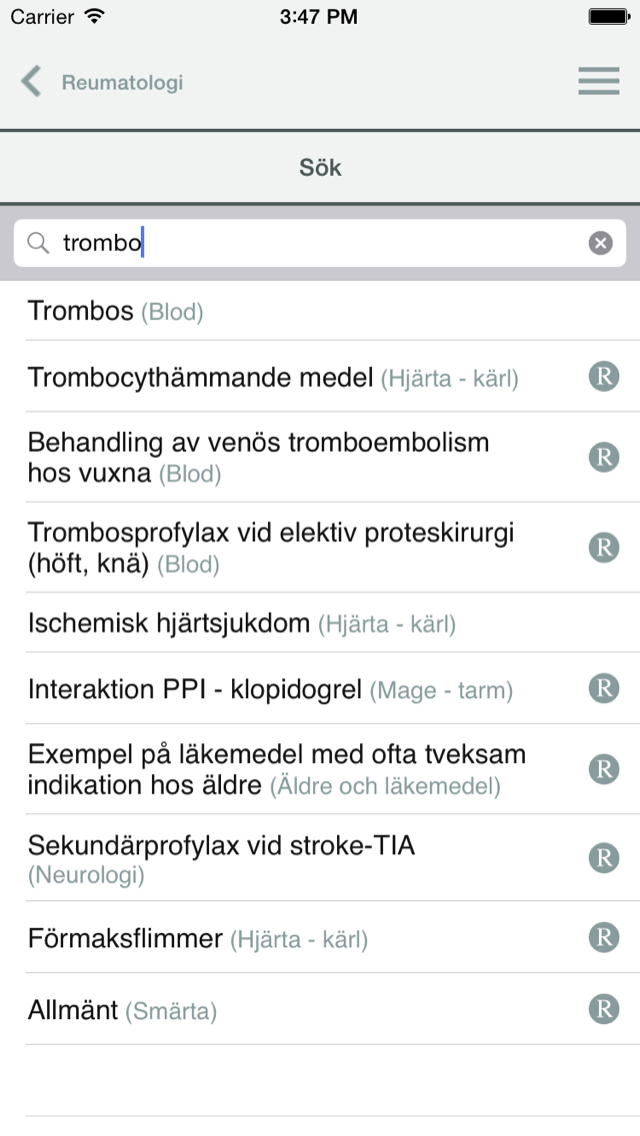 Carrier 3:47 PM
Reumatologi
Sök
trombo
Trombos (Blod)
Trombocythämmande medel (Hjärta - kärl) R
Behandling av venös tromboembolism
hos vuxna (Blod) R
Trombosprofylax vid elektiv proteskirurgi
(höft, knä) (Blod) R
Ischemisk hjärtsjukdom (Hjärta - kärl)
Interaktion PPI - klopidogrel (Mage - tarm) R
Exempel på läkemedel med ofta tveksam
indikation hos äldre (Äldre och läkemedel) R
Sekundärprofylax vid stroke-TIA
(Neurologi) R
Förmaksflimmer (Hjärta - kärl) R
Allmänt (Smärta) R